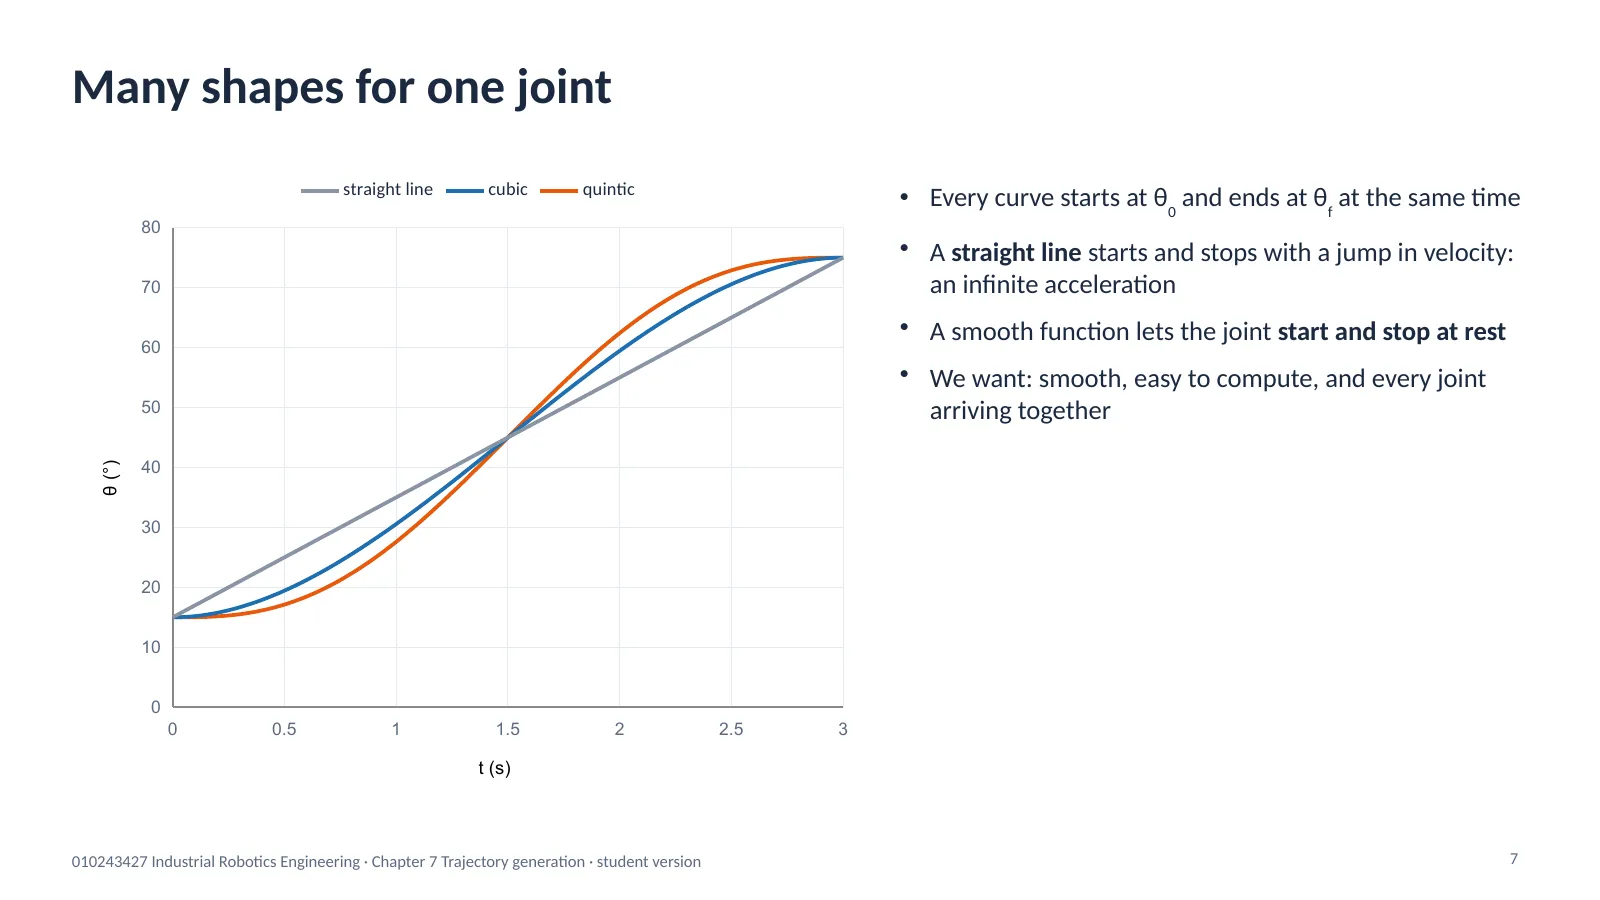 Many shapes for one joint
straight line cubic quintic
80
70
60
50
40
30
20
10
0
θ (°)
0 0.5 1 1.5 2 2.5 3
t (s)
• Every curve starts at θ0 and ends at θf at the same time
• A straight line starts and stops with a jump in velocity:
an infinite acceleration
• A smooth function lets the joint start and stop at rest
• We want: smooth, easy to compute, and every joint
arriving together
010243427 Industrial Robotics Engineering · Chapter 7 Trajectory generation · student version
7